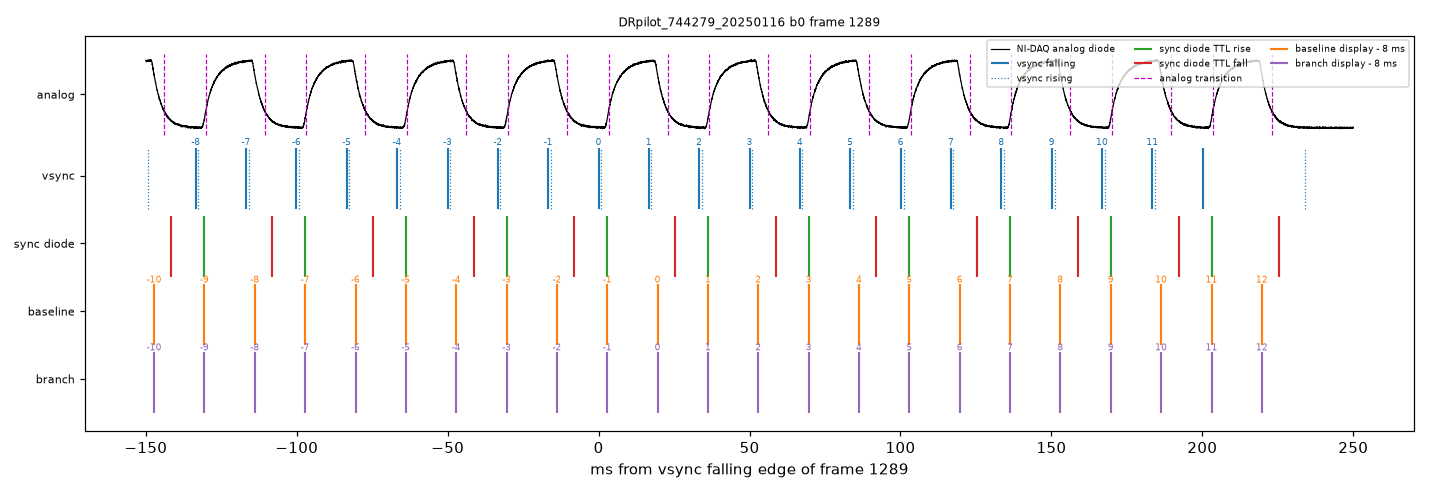 DRpilot_744279_20250116 b0 frame 1289
NI-DAQ analog diode
vsync falling
vsync rising
sync diode TTL rise
sync diode TTL fall
analog transition
baseline display - 8 ms
branch display - 8 ms
analog
-8 -7 -6 -5 -4 -3 -2 -1 0 1 2 3 4 5 6 7 8 9 10 11
vsync
sync diode
-10 -9 -8 -7 -6 -5 -4 -3 -2 -1 0 1 2 3 4 5 6 7 8 9 10 11 12
baseline
-10 -9 -8 -7 -6 -5 -4 -3 -2 -1 0 1 2 3 4 5 6 7 8 9 10 11 12
branch
−150 −100 −50 0 50 100 150 200 250
ms from vsync falling edge of frame 1289